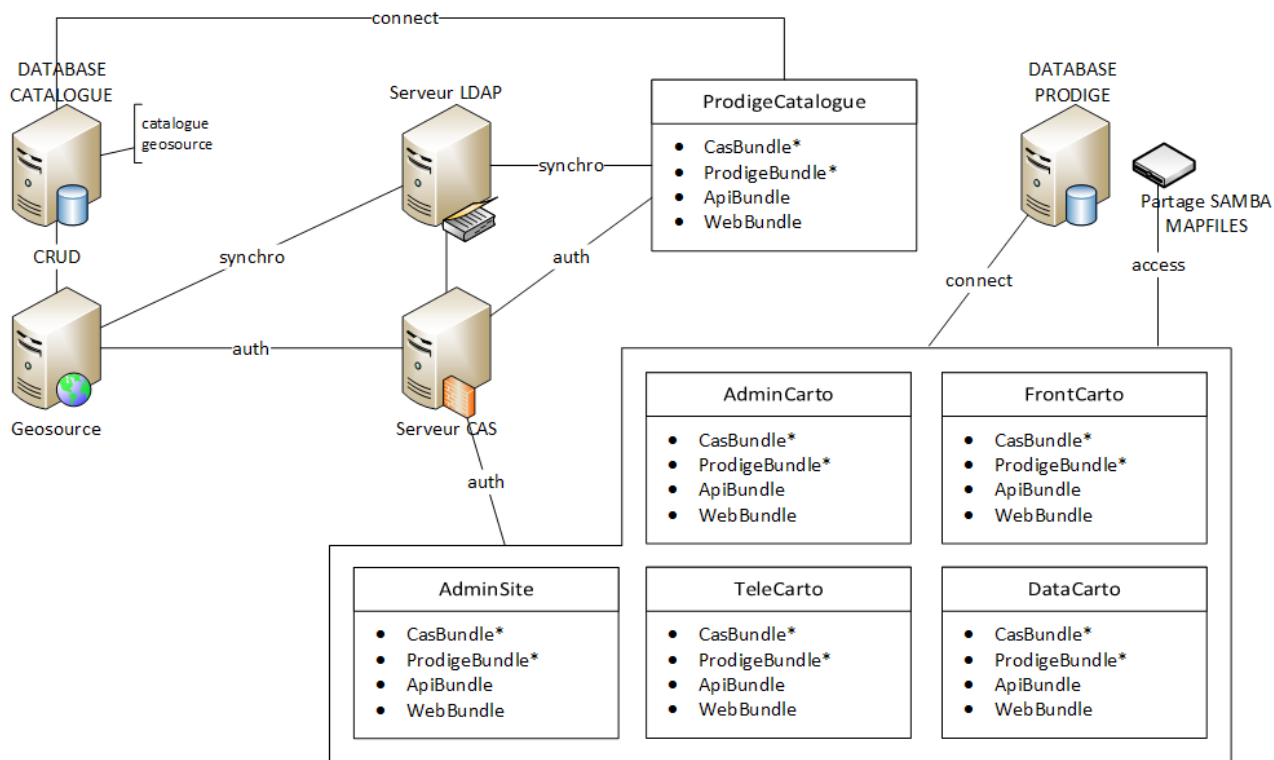 connect
DATABASE
CATALOGUE
catalogue
geosource
CRUD
Geosource
Serveur LDAP
synchro
synchro
auth
auth
Serveur CAS
auth
ProdigeCatalogue
• CasBundle*
• ProdigeBundle*
• ApiBundle
• WebBundle
DATABASE
PRODIGE
Partage SAMBA
MAPFILES
connect
access
AdminCarto
• CasBundle*
• ProdigeBundle*
• ApiBundle
• WebBundle
FrontCarto
• CasBundle*
• ProdigeBundle*
• ApiBundle
• WebBundle
AdminSite
• CasBundle*
• ProdigeBundle*
• ApiBundle
• WebBundle
TeleCarto
• CasBundle*
• ProdigeBundle*
• ApiBundle
• WebBundle
DataCarto
• CasBundle*
• ProdigeBundle*
• ApiBundle
• WebBundle